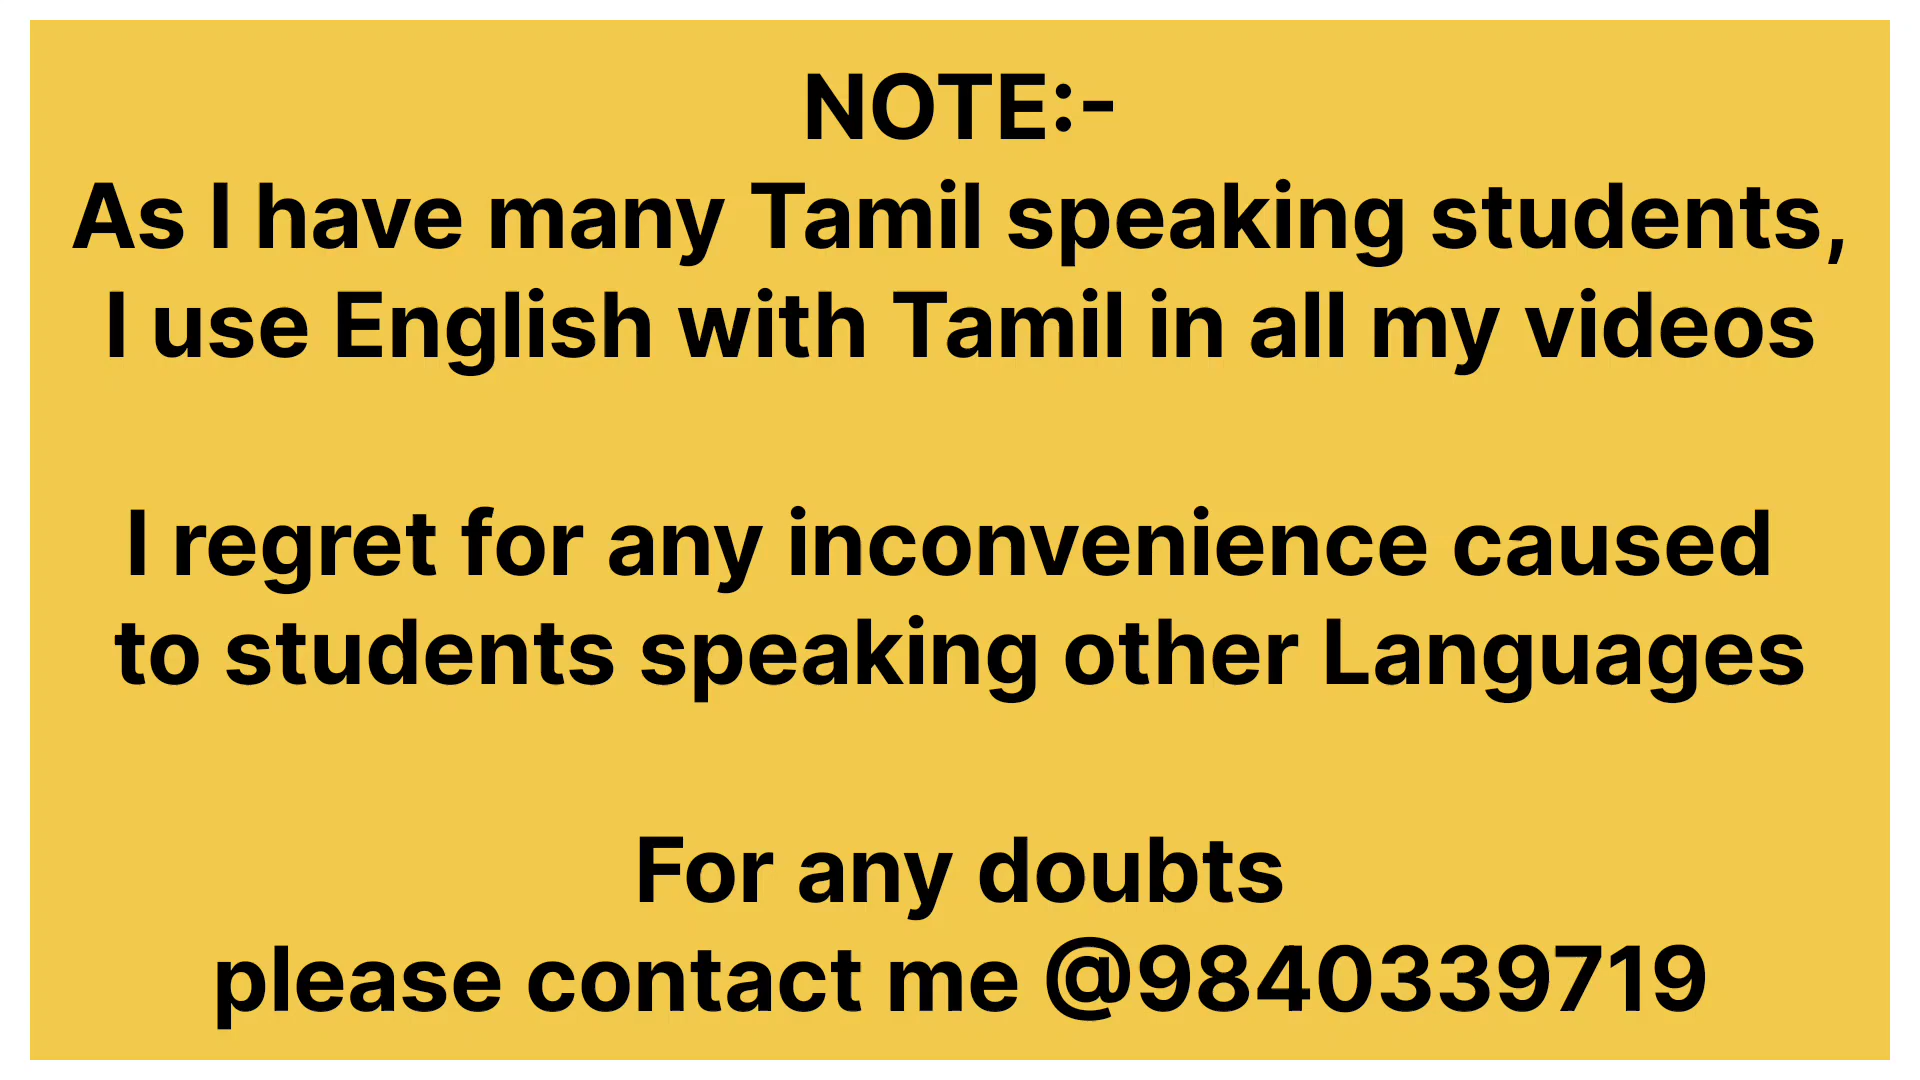 NOTE:-
As I have many Tamil speaking students,
I use English with Tamil in all my videos
I regret for any inconvenience caused
to students speaking other Languages
For any doubts
please contact me @9840339719